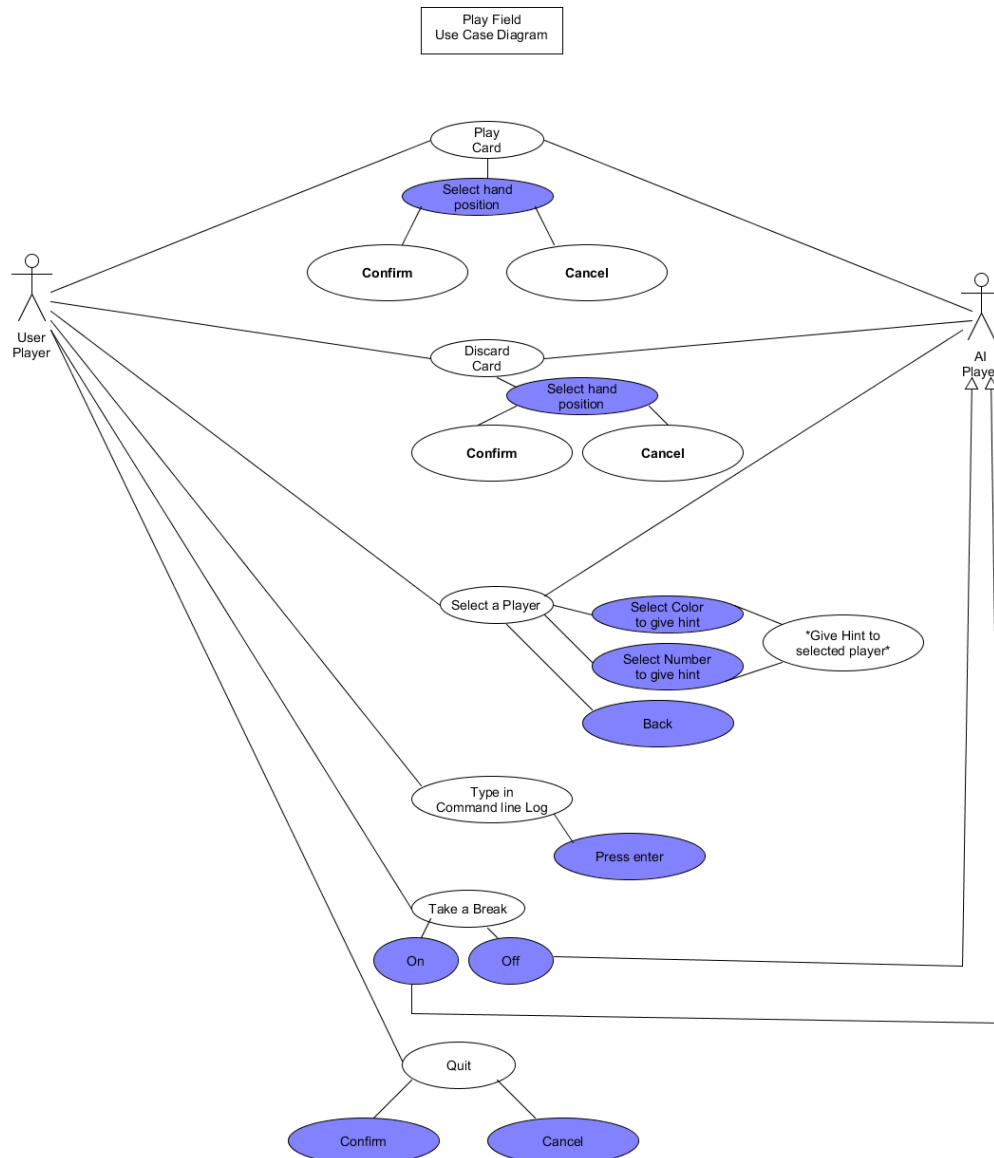 Play Field
Use Case Diagram
Play
Card
Select hand
position
Confirm
Cancel
User
Player
AI
Player
Discard
Card
Select hand
position
Confirm
Cancel
Select a Player
Select Color
to give hint
*Give Hint to
selected player*
Select Number
to give hint
Back
Type in
Command line Log
Press enter
Take a Break
On
Off
Quit
Confirm
Cancel